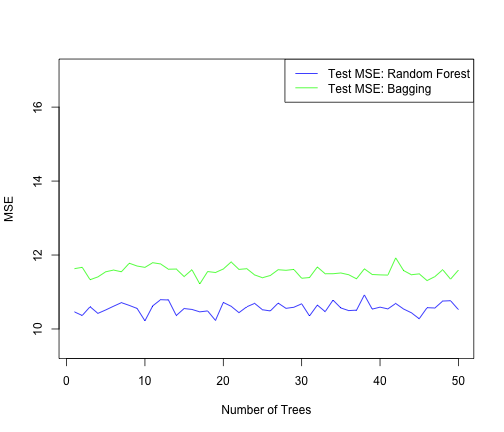 Test MSE: Random Forest
Test MSE: Bagging
16
14
12
10
MSE
0 10 20 30 40 50
Number of Trees